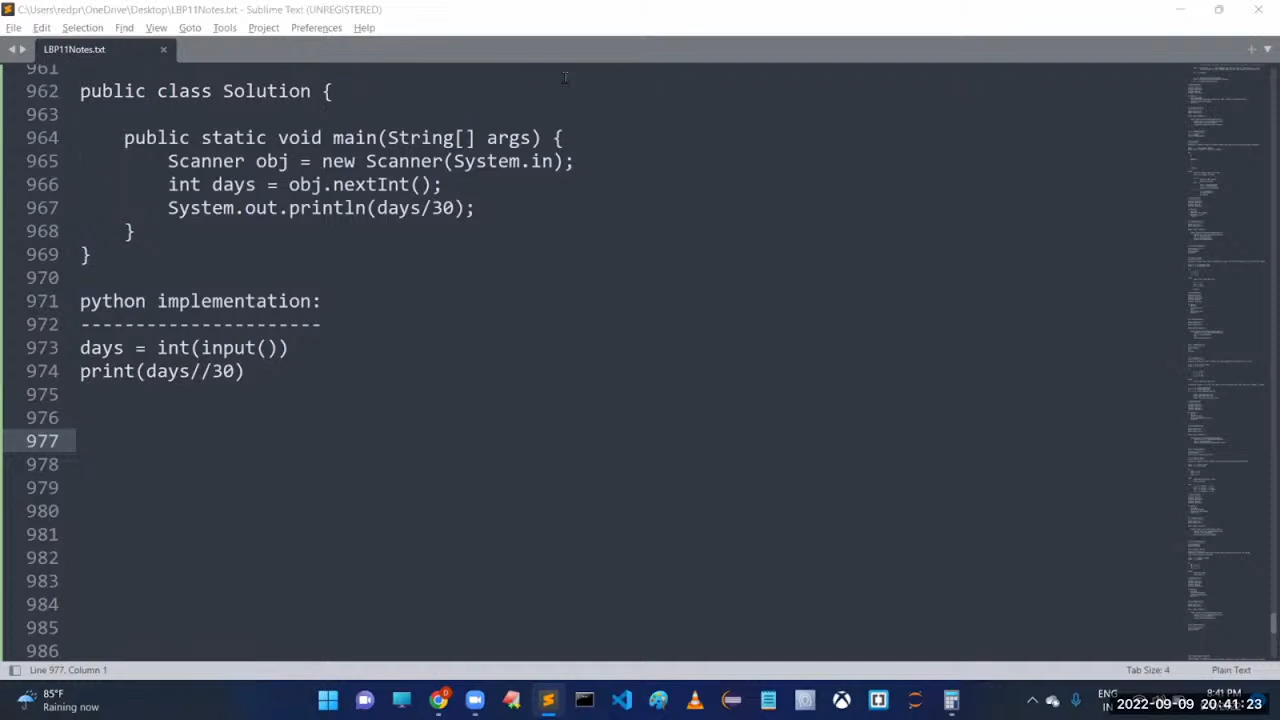 C:\Users\redpr\OneDrive\Desktop\LBP11Notes.txt - Sublime Text (UNREGISTERED)
File Edit Selection Find View Goto Tools Project Preferences Help
LBP11Notes.txt
961
962 public class Solution {
963
964 public static void main(String[] args) {
965 Scanner obj = new Scanner(System.in);
966 int days = obj.nextInt();
967 System.out.println(days/30);
968 }
969 }
970
971 python implementation:
972 ----------------------
973 days = int(input())
974 print(days//30)
975
976
977
978
979
980
981
982
983
984
985
986
Line 977, Column 1
Tab Size: 4
Plain Text
85°F
Raining now
ENG
IN
8:41 PM
2022-09-09 20:41:23